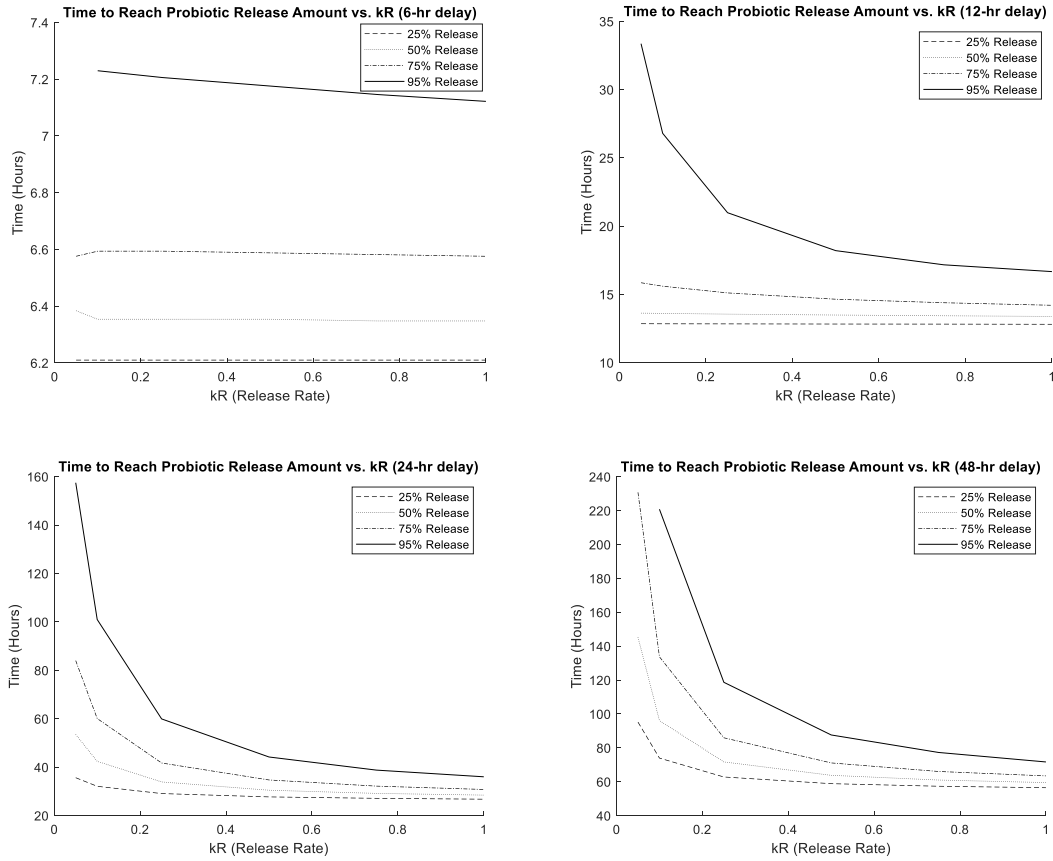 Time to Reach Probiotic Release Amount vs. kR (6-hr delay)
7.4
7.2
7
6.8
6.6
6.4
6.2
0
0.2
0.4
0.6
0.8
1
Time (Hours)
kR (Release Rate)
25% Release
50% Release
75% Release
95% Release
Time to Reach Probiotic Release Amount vs. kR (12-hr delay)
35
30
25
20
15
10
0
0.2
0.4
0.6
0.8
1
Time (Hours)
kR (Release Rate)
25% Release
50% Release
75% Release
95% Release
Time to Reach Probiotic Release Amount vs. kR (24-hr delay)
160
140
120
100
80
60
40
20
0
0.2
0.4
0.6
0.8
1
Time (Hours)
kR (Release Rate)
25% Release
50% Release
75% Release
95% Release
Time to Reach Probiotic Release Amount vs. kR (48-hr delay)
240
220
200
180
160
140
120
100
80
60
40
0
0.2
0.4
0.6
0.8
1
Time (Hours)
kR (Release Rate)
25% Release
50% Release
75% Release
95% Release